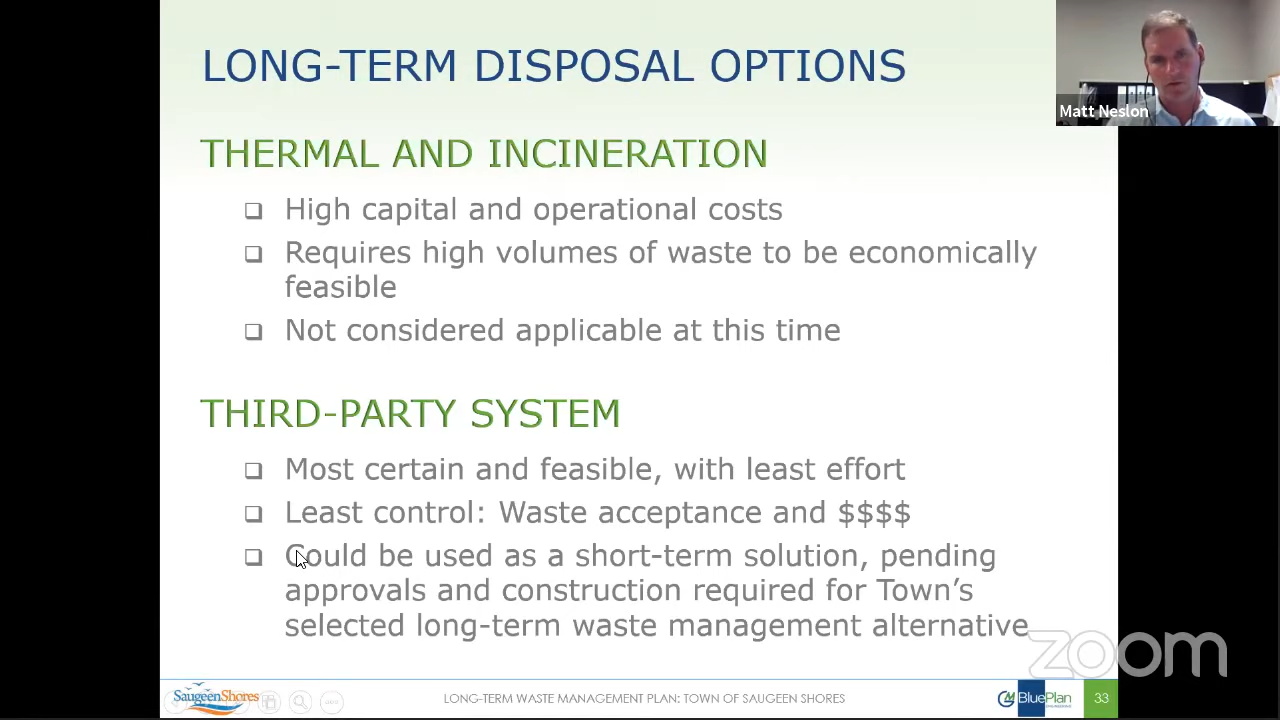 LONG-TERM DISPOSAL OPTIONS
Matt Neslon
THERMAL AND INCINERATION
High capital and operational costs
Requires high volumes of waste to be economically
feasible
Not considered applicable at this time
THIRD-PARTY SYSTEM
Most certain and feasible, with least effort
Least control: Waste acceptance and $$$$
Could be used as a short-term solution, pending
approvals and construction required for Town's
selected long-term waste management alternative
zoom
SaugeenShores
LONG-TERM WASTE MANAGEMENT PLAN: TOWN OF SAUGEEN SHORES
BluePlan
33